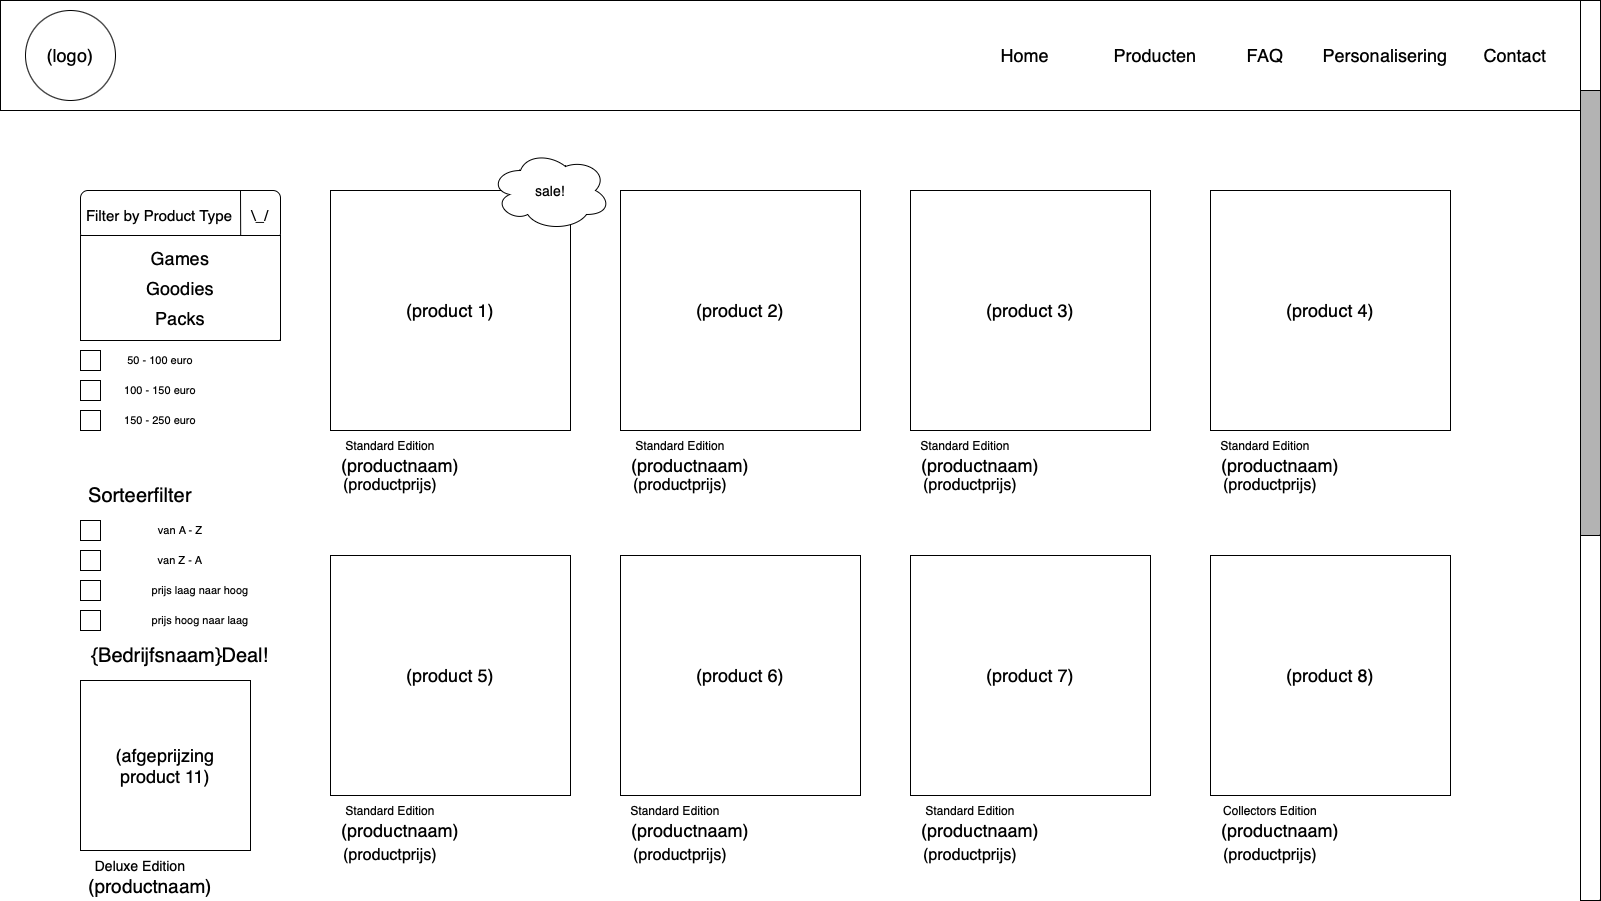 (logo)
Home
Producten
FAQ
Personalisering
Contact
Filter by Product Type
\_/
Games
Goodies
Packs
50 - 100 euro
100 - 150 euro
150 - 250 euro
Sorteerfilter
van A - Z
van Z - A
prijs laag naar hoog
prijs hoog naar laag
{Bedrijfsnaam}Deal!
(afgeprijzing
product 11)
Deluxe Edition
(productnaam)
sale!
(product 1)
Standard Edition
(productnaam)
(productprijs)
(product 2)
Standard Edition
(productnaam)
(productprijs)
(product 3)
Standard Edition
(productnaam)
(productprijs)
(product 4)
Standard Edition
(productnaam)
(productprijs)
(product 5)
Standard Edition
(productnaam)
(productprijs)
(product 6)
Standard Edition
(productnaam)
(productprijs)
(product 7)
Standard Edition
(productnaam)
(productprijs)
(product 8)
Collectors Edition
(productnaam)
(productprijs)